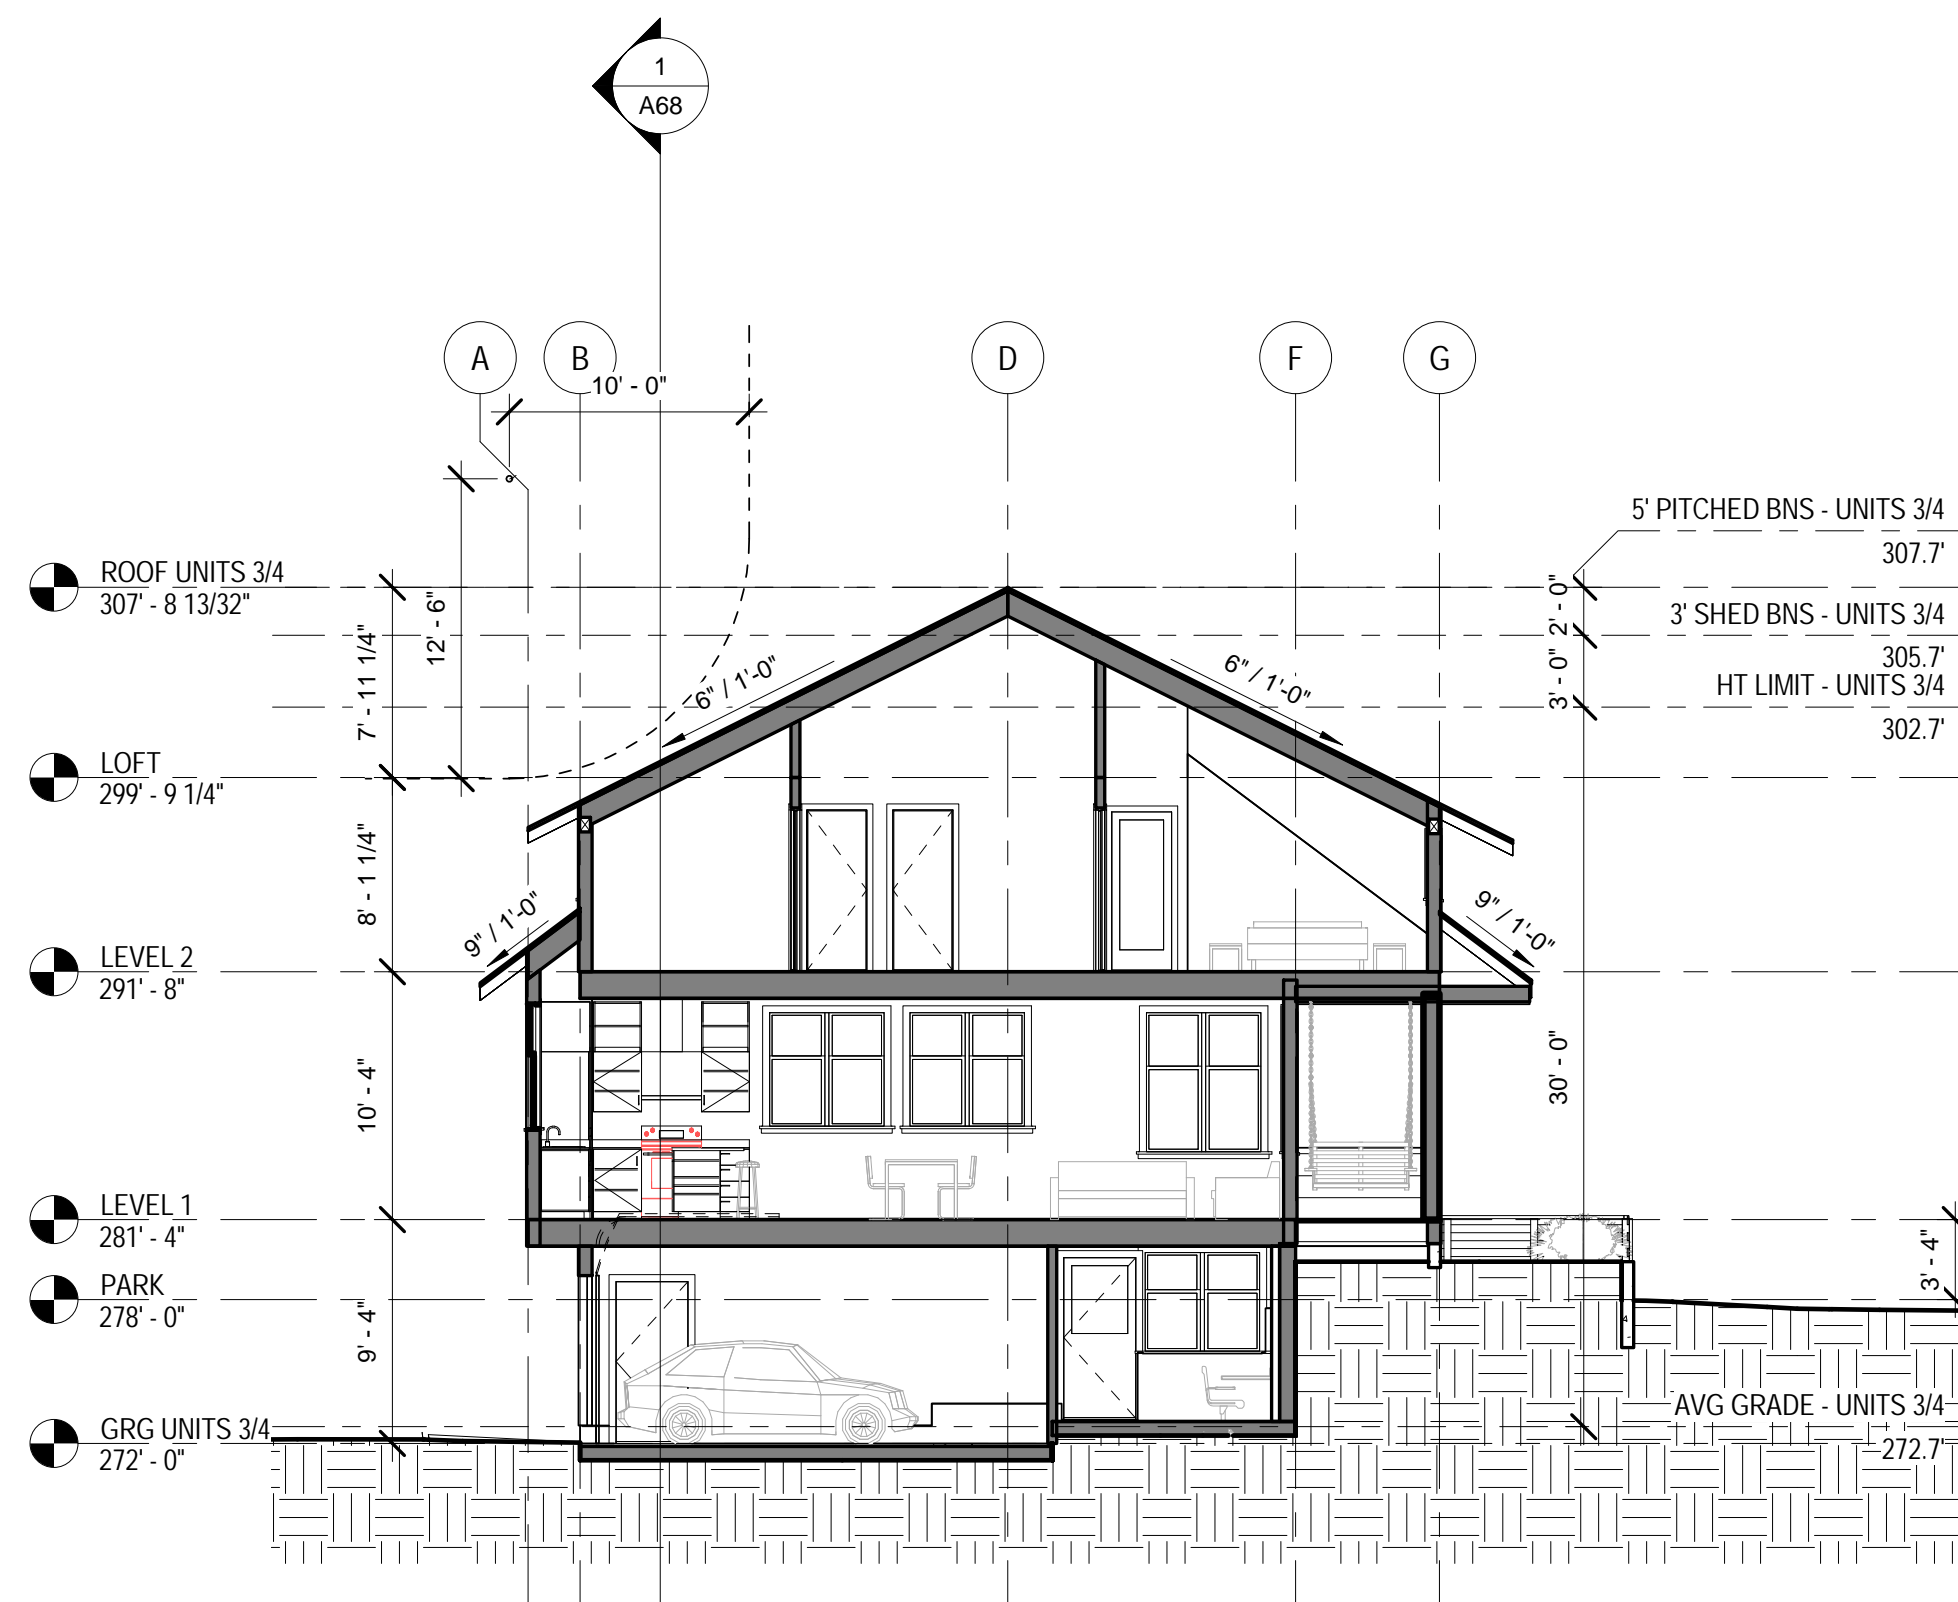 1
A68
A
B
D
F
G
10' - 0"
12' - 6"
5' PITCHED BNS - UNITS 3/4
307.7'
ROOF UNITS 3/4
307' - 8 13/32"
2' - 0"
3' SHED BNS - UNITS 3/4
305.7'
3' - 0"
HT LIMIT - UNITS 3/4
302.7'
7' - 11 1/4"
6" / 1'-0"
6" / 1'-0"
LOFT
299' - 9 1/4"
8' - 1 1/4"
9" / 1'-0"
9" / 1'-0"
LEVEL 2
291' - 8"
10' - 4"
30' - 0"
LEVEL 1
281' - 4"
3' - 4"
PARK
278' - 0"
9' - 4"
AVG GRADE - UNITS 3/4
272.7'
GRG UNITS 3/4
272' - 0"